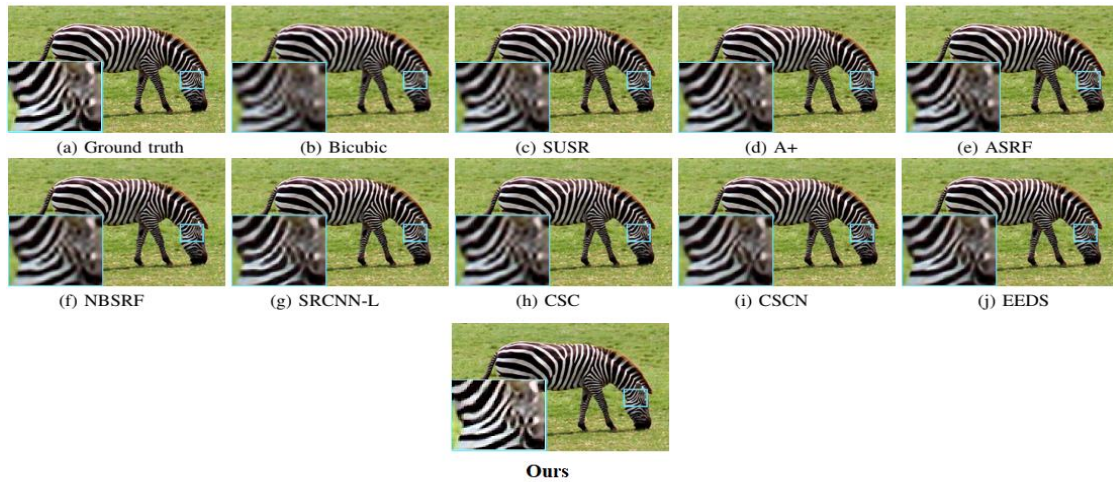 (a) Ground truth (b) Bicubic (c) SUSR (d) A+ (e) ASRF
(f) NBSRF (g) SRCNN-L (h) CSC (i) CSCN (j) EEDS
Ours